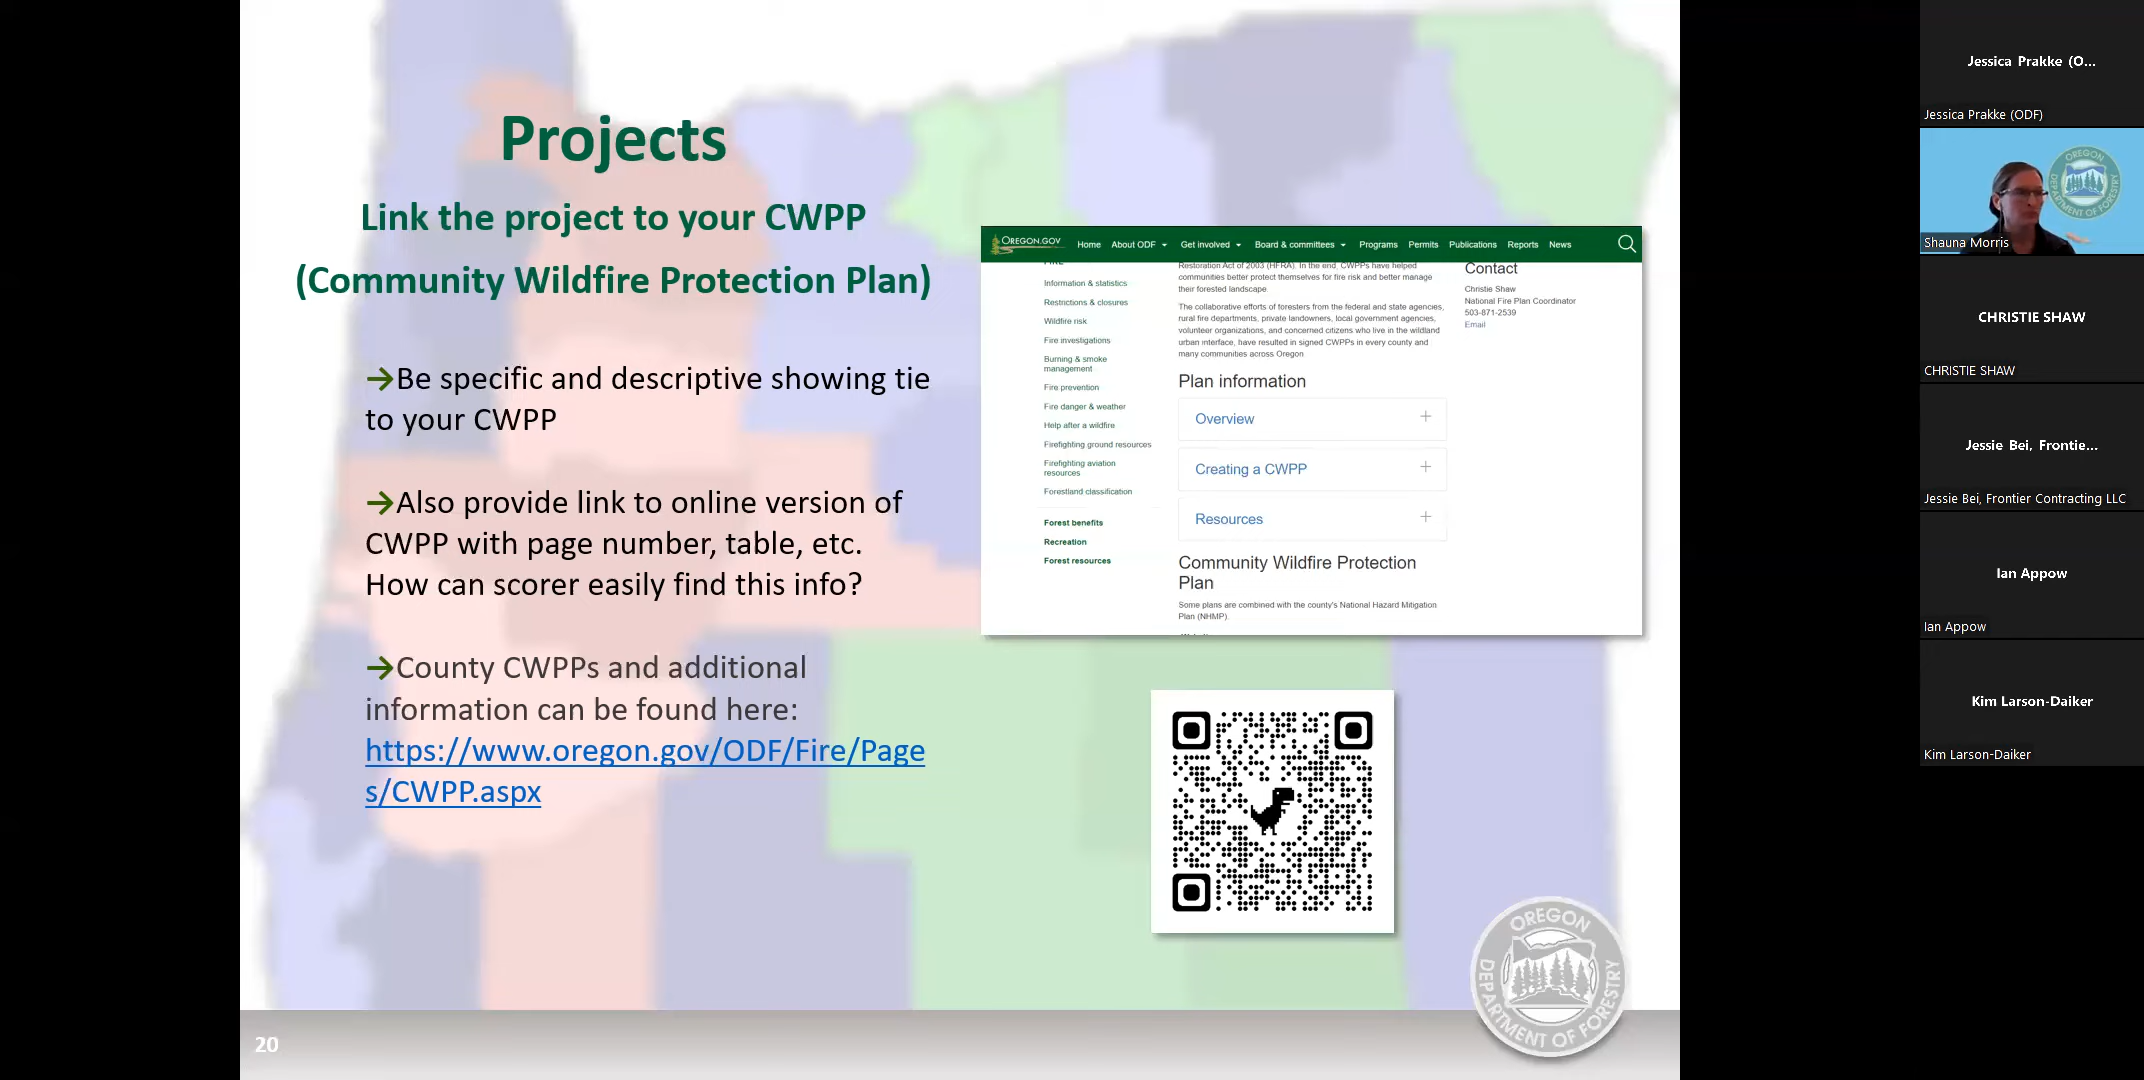 Projects
Link the project to your CWPP
(Community Wildfire Protection Plan)
→Be specific and descriptive showing tie
to your CWPP
→Also provide link to online version of
CWPP with page number, table, etc.
How can scorer easily find this info?
→County CWPPs and additional
information can be found here:
https://www.oregon.gov/ODF/Fire/Page
s/CWPP.aspx
20
OREGON.GOV
Home About ODF Get involved Board & committees Programs Permits Publications Reports News
Information & statistics
Restrictions & closures
Wildfire risk
Fire investigations
Burning & smoke
management
Fire prevention
Fire danger & weather
Help after a wildfire
Firefighting ground resources
Firefighting aviation
resources
Forestland classification
Forest benefits
Recreation
Forest resources
Restoration Act of 2003 (HFRA). In the end, CWPPs have helped
communities better protect themselves for fire risk and better manage
their forested landscape.
The collaborative efforts of foresters from the federal and state agencies,
rural fire departments, private landowners, local government agencies,
volunteer organizations, and concerned citizens who live in the wildland
urban interface, have resulted in signed CWPPs in every county and
many communities across Oregon
Plan information
Overview
Creating a CWPP
Resources
Community Wildfire Protection
Plan
Some plans are combined with the county's National Hazard Mitigation
Plan (NHMP).
Contact
Christie Shaw
National Fire Plan Coordinator
503-871-2539
Email
OREGON
DEPARTMENT OF FORESTRY
Jessica Prakke (O...
Jessica Prakke (ODF)
OREGON
DEPARTMENT OF FORESTRY
Shauna Morris
CHRISTIE SHAW
CHRISTIE SHAW
Jessie Bei, Frontie...
Jessie Bei, Frontier Contracting LLC
Ian Appow
Ian Appow
Kim Larson-Daiker
Kim Larson-Daiker